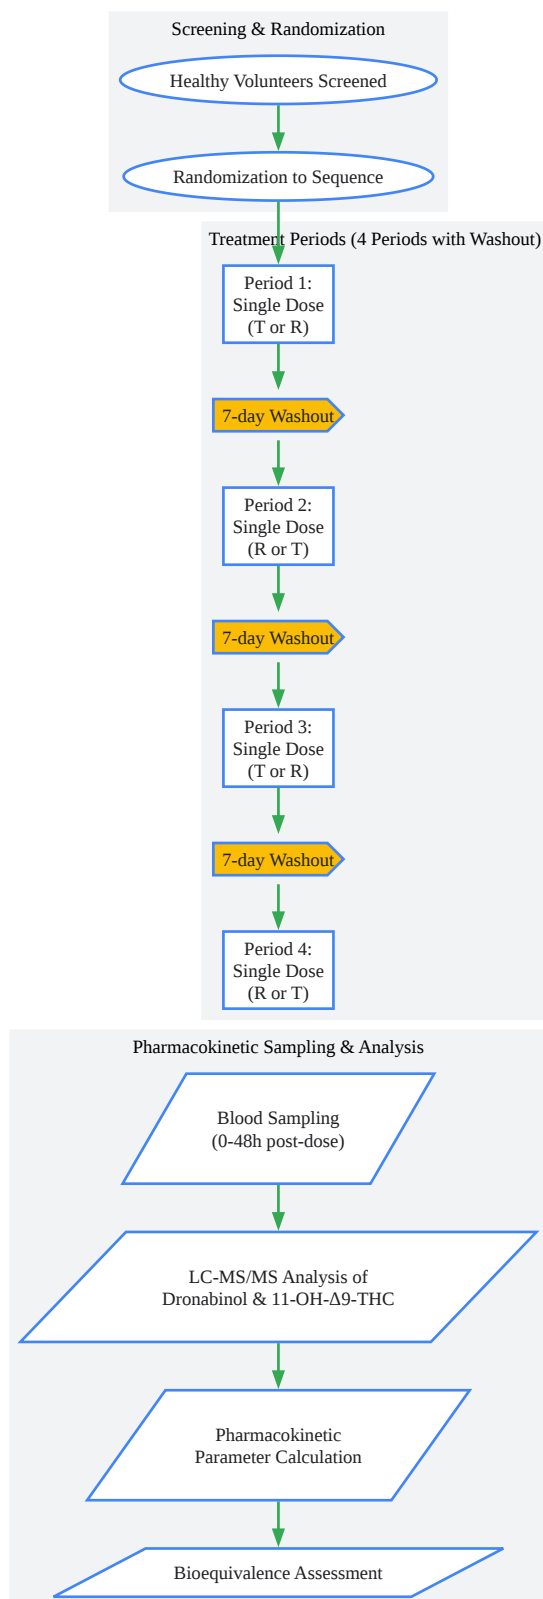 Screening & Randomization
Healthy Volunteers Screened
Randomization to Sequence
Treatment Periods (4 Periods with Washout)
Period 1:
Single Dose
(T or R)
7-day Washout
Period 2:
Single Dose
(R or T)
7-day Washout
Period 3:
Single Dose
(T or R)
7-day Washout
Period 4:
Single Dose
(R or T)
Pharmacokinetic Sampling & Analysis
Blood Sampling
(0-48h post-dose)
LC-MS/MS Analysis of
Dronabinol & 11-OH-Δ9-THC
Pharmacokinetic
Parameter Calculation
Bioequivalence Assessment